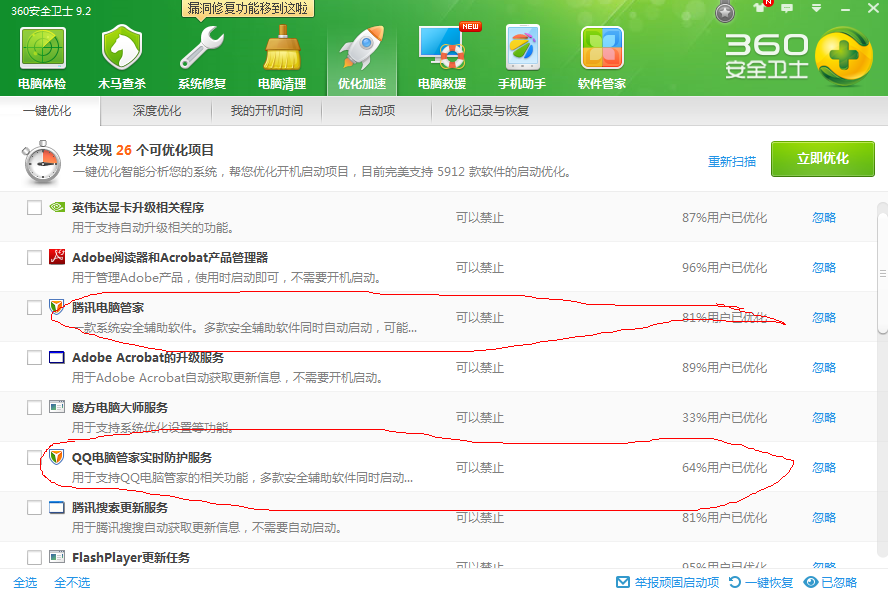 360安全卫士 9.2
漏洞修复功能移到这啦
N
电脑体检
木马查杀
系统修复
电脑清理
优化加速
NEW
电脑救援
手机助手
软件管家
360
安全卫士
一键优化
深度优化
我的开机时间
启动项
优化记录与恢复
共发现 26 个可优化项目
一键优化智能分析您的系统，帮您优化开机启动项目，目前完美支持 5912 款软件的启动优化。
重新扫描
立即优化
英伟达显卡升级相关程序
用于支持自动升级相关的功能。
可以禁止
87%用户已优化
忽略
Adobe阅读器和Acrobat产品管理器
用于管理Adobe产品，使用时启动即可，不需要开机启动。
可以禁止
96%用户已优化
忽略
腾讯电脑管家
一款系统安全辅助软件。多款安全辅助软件同时自动启动，可能...
可以禁止
81%用户已优化
忽略
Adobe Acrobat的升级服务
用于Adobe Acrobat自动获取更新信息，不需要开机启动。
可以禁止
89%用户已优化
忽略
魔方电脑大师服务
用于支持系统优化设置等功能。
可以禁止
33%用户已优化
忽略
QQ电脑管家实时防护服务
用于支持QQ电脑管家的相关功能，多款安全辅助软件同时启动...
可以禁止
64%用户已优化
忽略
腾讯搜索更新服务
用于腾讯搜搜自动获取更新信息，不需要自动启动。
可以禁止
81%用户已优化
忽略
FlashPlayer更新任务
可以禁止
95%用户已优化
忽略
全选
全不选
举报顽固启动项
一键恢复
已忽略